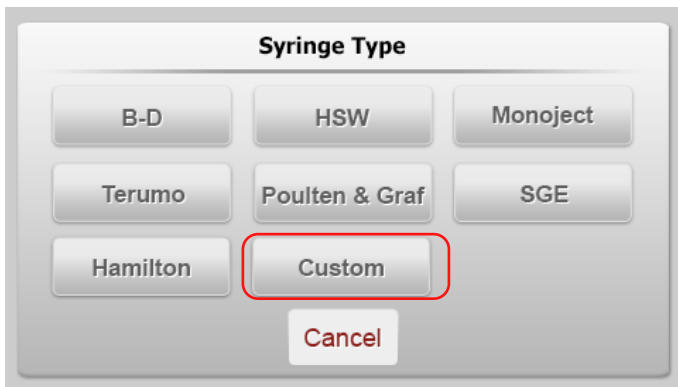 Syringe Type
B-D HSW Monoject
Terumo Poulten & Graf SGE
Hamilton Custom
Cancel